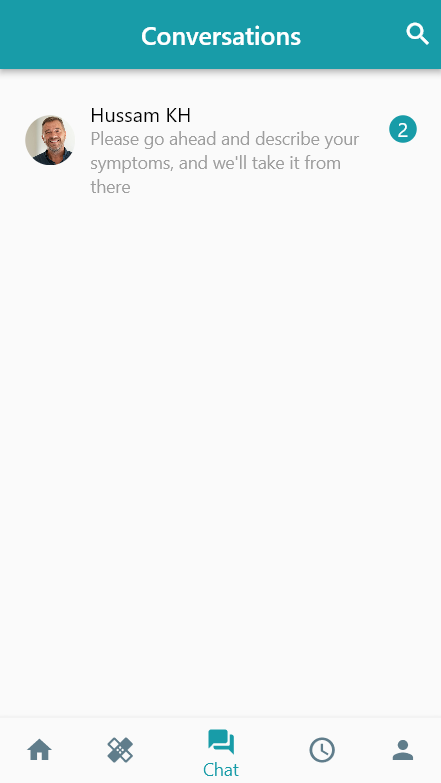 Conversations
Hussam KH
Please go ahead and describe your
symptoms, and we'll take it from
there
2
Chat